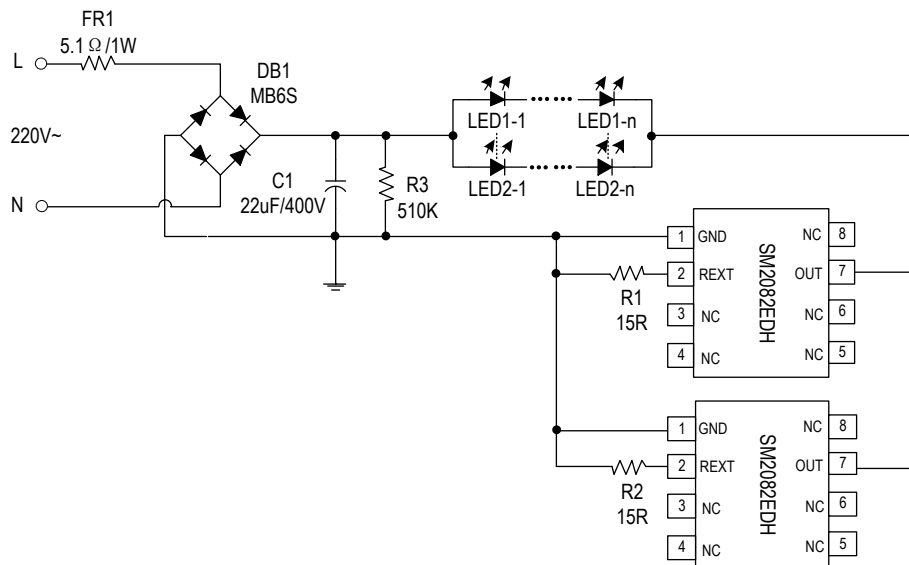 FR1
5.1Ω/1W
L
DB1
MB6S
220V~
LED1-1
LED1-n
LED2-1
LED2-n
N
C1
22uF/400V
R3
510K
1
GND
NC
8
2
REXT
OUT
7
R1
15R
3
NC
NC
6
4
NC
NC
5
SM2082EDH
1
GND
NC
8
2
REXT
OUT
7
R2
15R
3
NC
NC
6
4
NC
NC
5
SM2082EDH